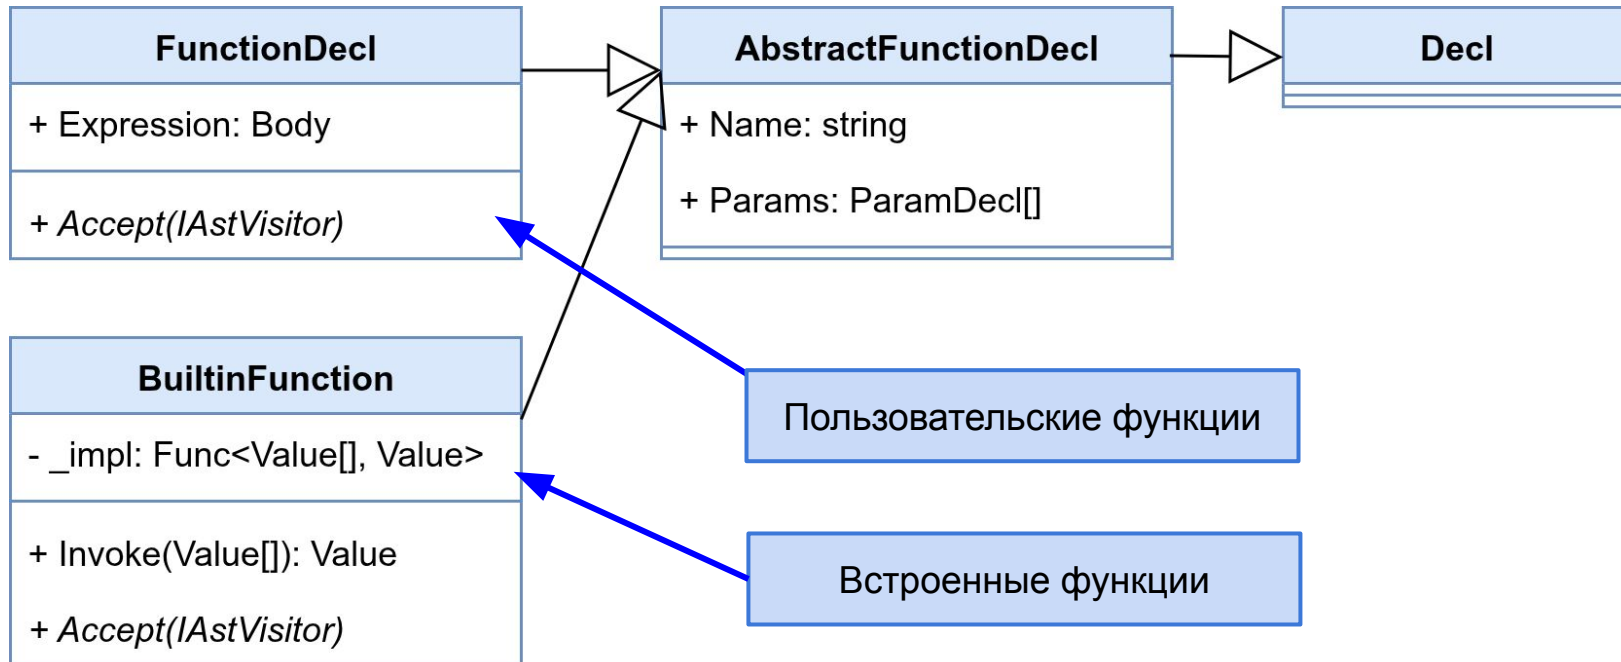 FunctionDecl
+ Expression: Body
+ Accept(IAstVisitor)
AbstractFunctionDecl
+ Name: string
+ Params: ParamDecl[]
Decl
BuiltinFunction
- _impl: Func<Value[], Value>
+ Invoke(Value[]): Value
+ Accept(IAstVisitor)
Пользовательские функции
Встроенные функции